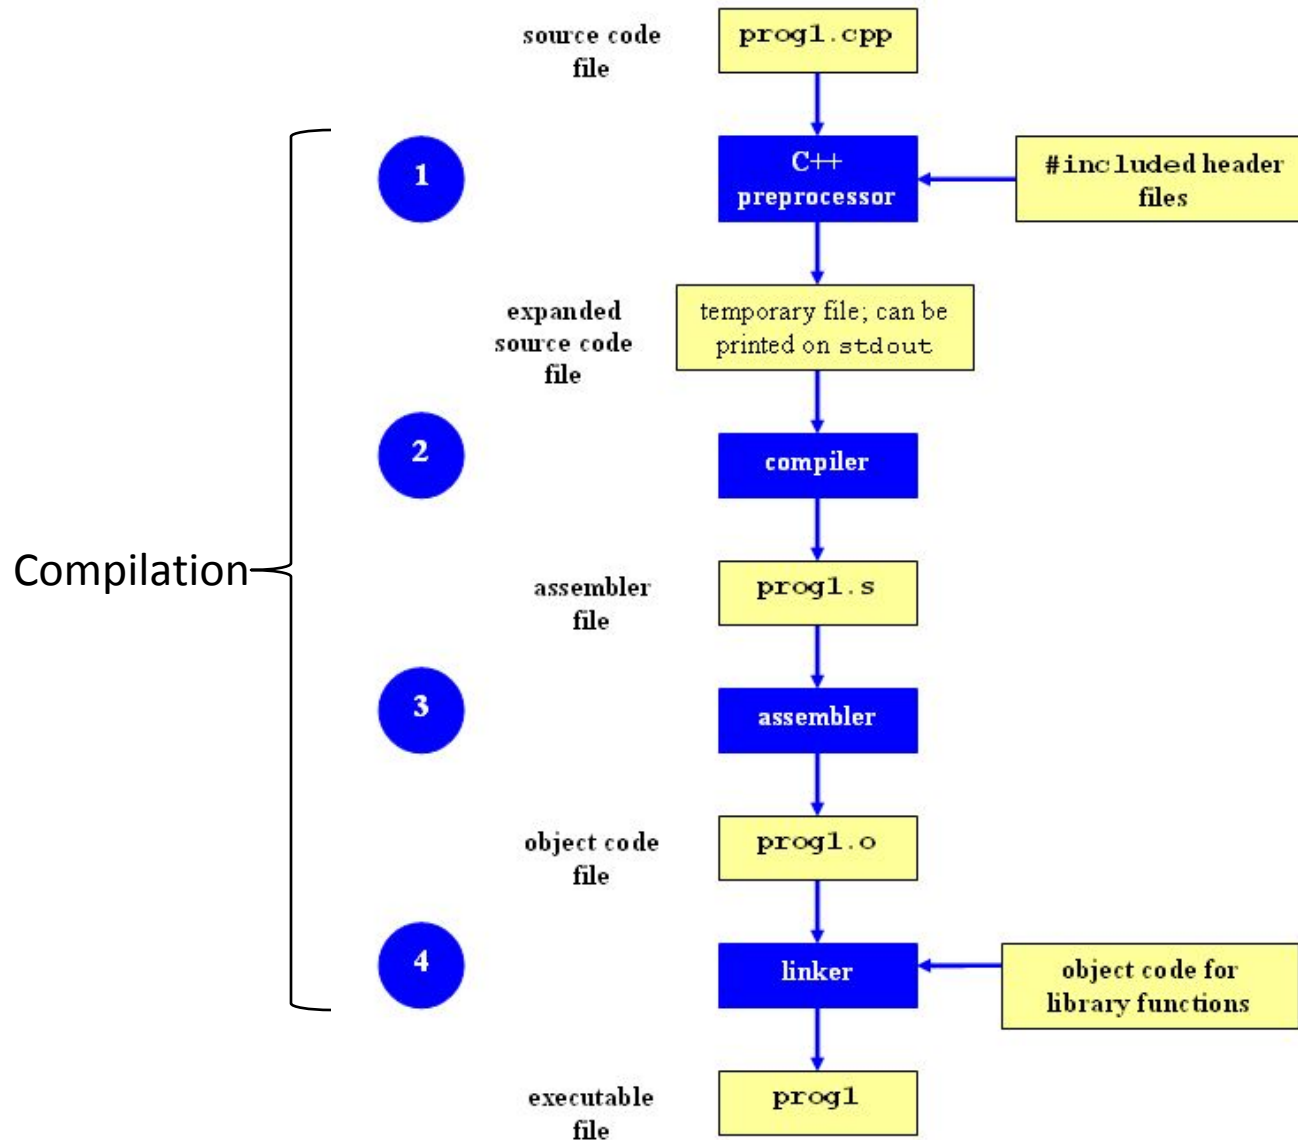 source code
file
prog1.cpp
1
C++
preprocessor
#included header
files
expanded
source code
file
temporary file; can be
printed on stdout
2
compiler
Compilation
assembler
file
prog1.s
3
assembler
object code
file
prog1.o
4
linker
object code for
library functions
executable
file
prog1